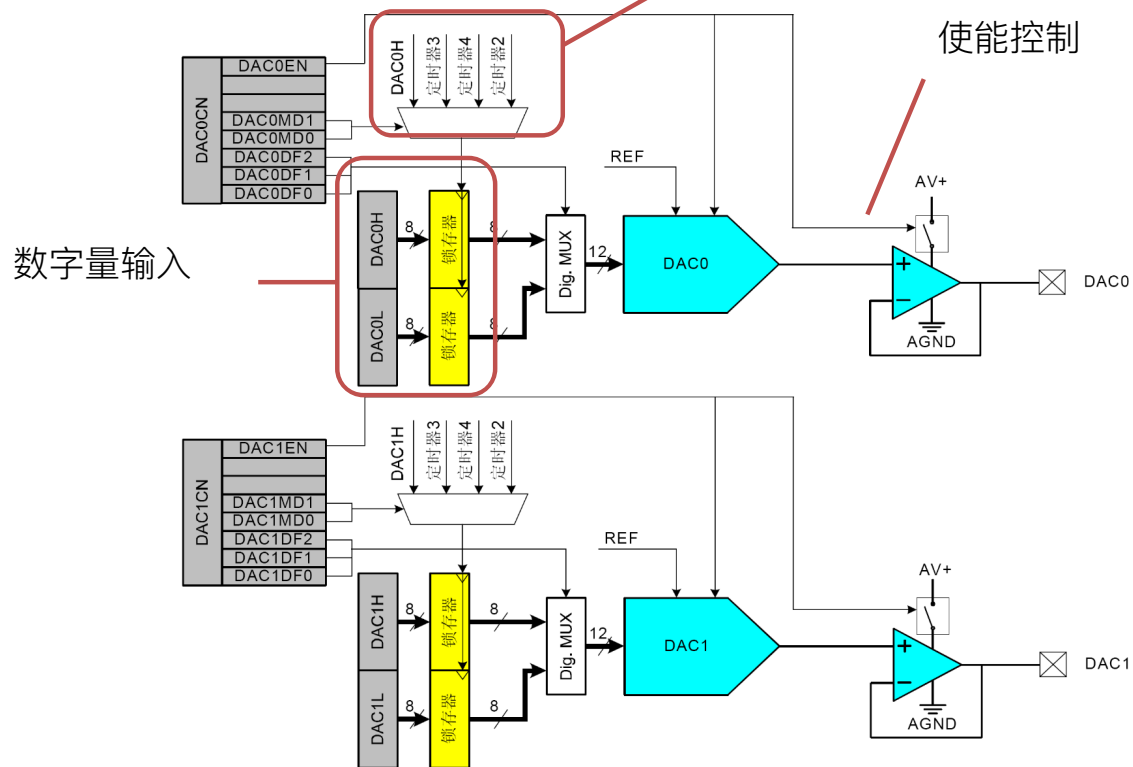 使能控制
数字量输入
DAC0CN
DAC0EN
DAC0MD1
DAC0MD0
DAC0DF2
DAC0DF1
DAC0DF0
DAC0H
定时器3
定时器4
定时器2
DAC0H
8
锁存器
8
DAC0L
8
锁存器
8
Dig. MUX
12
REF
DAC0
AV+
+
−
AGND
DAC0
DAC1CN
DAC1EN
DAC1MD1
DAC1MD0
DAC1DF2
DAC1DF1
DAC1DF0
DAC1H
定时器3
定时器4
定时器2
DAC1H
8
锁存器
8
DAC1L
8
锁存器
8
Dig. MUX
12
REF
DAC1
AV+
+
−
AGND
DAC1